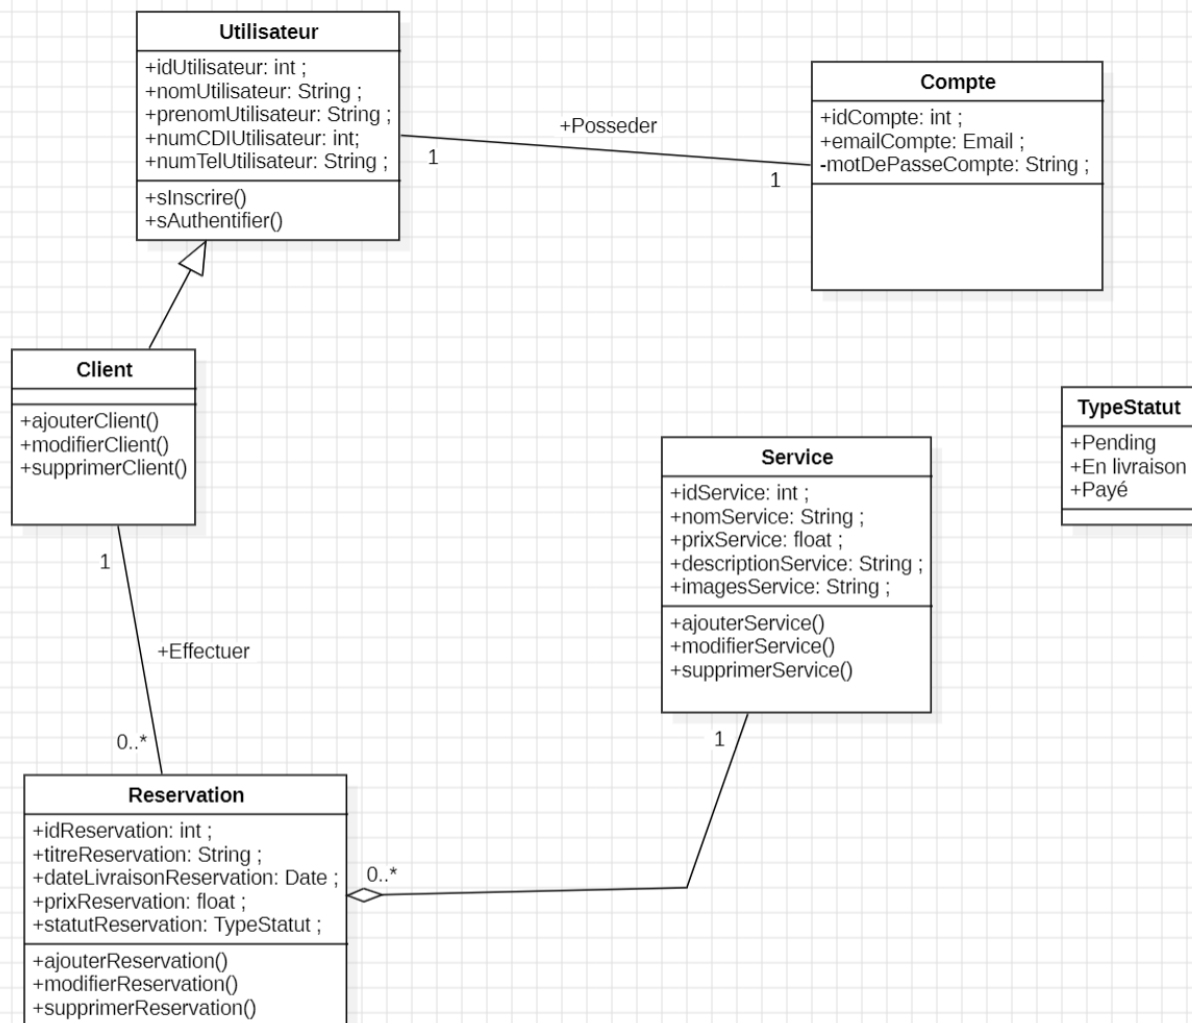 Utilisateur
+idUtilisateur: int ;
+nomUtilisateur: String ;
+prenomUtilisateur: String ;
+numCDIUtilisateur: int;
+numTelUtilisateur: String ;
+sInscrire()
+sAuthentifier()
+Posseder
1
1
Compte
+idCompte: int ;
+emailCompte: Email ;
-motDePasseCompte: String ;
Client
+ajouterClient()
+modifierClient()
+supprimerClient()
TypeStatut
+Pending
+En livraison
+Payé
Service
+idService: int ;
+nomService: String ;
+prixService: float ;
+descriptionService: String ;
+imagesService: String ;
+ajouterService()
+modifierService()
+supprimerService()
1
+Effectuer
0..*
1
Reservation
+idReservation: int ;
+titreReservation: String ;
+dateLivraisonReservation: Date ;
+prixReservation: float ;
+statutReservation: TypeStatut ;
+ajouterReservation()
+modifierReservation()
+supprimerReservation()
0..*